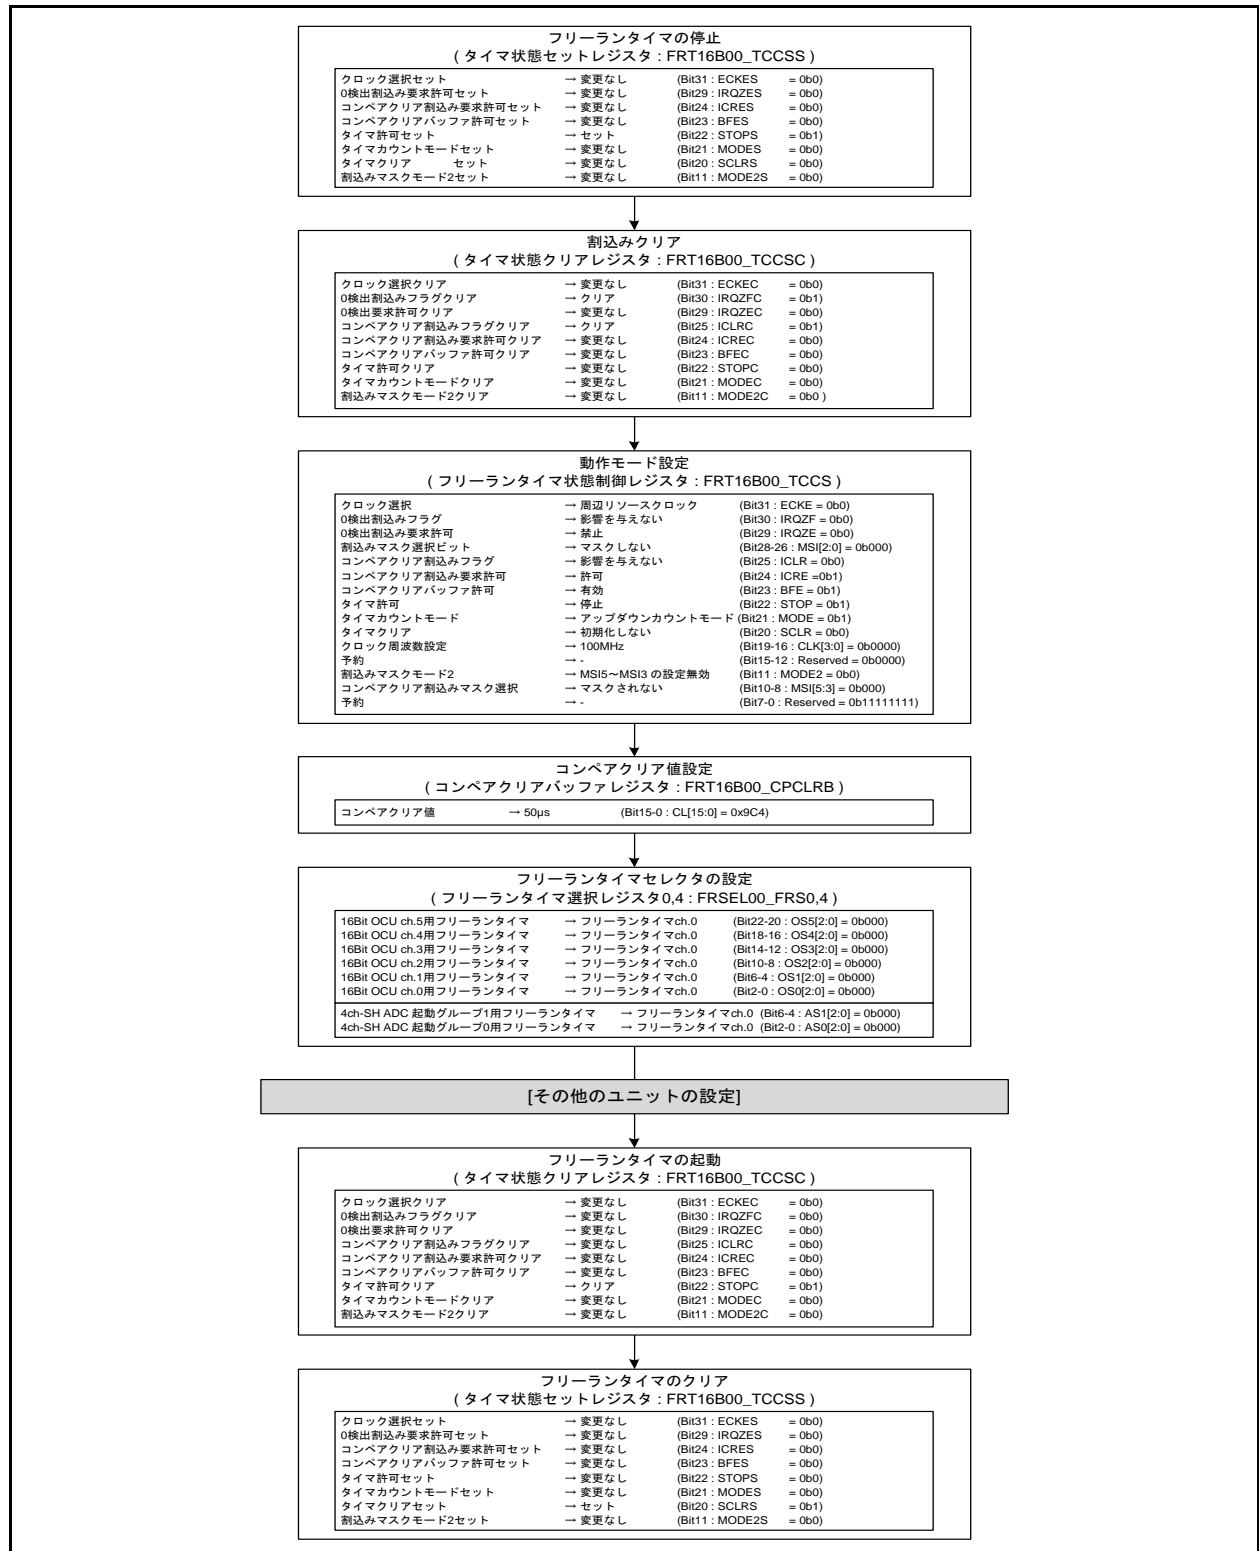 フリーランタイマの停止
( タイマ状態セットレジスタ : FRT16B00_TCCSS )
クロック選択セット → 変更なし (Bit31 : ECKES = 0b0)
0検出割込み要求許可セット → 変更なし (Bit29 : IRQZES = 0b0)
コンペアクリア割込み要求許可セット → 変更なし (Bit24 : ICRES = 0b0)
コンペアクリアバッファ許可セット → 変更なし (Bit23 : BFES = 0b0)
タイマ許可セット → セット (Bit22 : STOPS = 0b1)
タイマカウントモードセット → 変更なし (Bit21 : MODES = 0b0)
タイマクリア セット → 変更なし (Bit20 : SCLRS = 0b0)
割込みマスクモード2セット → 変更なし (Bit11 : MODE2S = 0b0)
割込みクリア
( タイマ状態クリアレジスタ : FRT16B00_TCCSC )
クロック選択クリア → 変更なし (Bit31 : ECKEC = 0b0)
0検出割込みフラグクリア → クリア (Bit30 : IRQZFC = 0b1)
0検出要求許可クリア → 変更なし (Bit29 : IRQZEC = 0b0)
コンペアクリア割込みフラグクリア → クリア (Bit25 : ICLRC = 0b1)
コンペアクリア割込み要求許可クリア → 変更なし (Bit24 : ICREC = 0b0)
コンペアクリアバッファ許可クリア → 変更なし (Bit23 : BFEC = 0b0)
タイマ許可クリア → 変更なし (Bit22 : STOPC = 0b0)
タイマカウントモードクリア → 変更なし (Bit21 : MODEC = 0b0)
割込みマスクモード2クリア → 変更なし (Bit11 : MODE2C = 0b0 )
動作モード設定
( フリーランタイマ状態制御レジスタ : FRT16B00_TCCS )
クロック選択 → 周辺リソースクロック (Bit31 : ECKE = 0b0)
0検出割込みフラグ → 影響を与えない (Bit30 : IRQZF = 0b0)
0検出割込み要求許可 → 禁止 (Bit29 : IRQZE = 0b0)
割込みマスク選択ビット → マスクしない (Bit28-26 : MSI[2:0] = 0b000)
コンペアクリア割込みフラグ → 影響を与えない (Bit25 : ICLR = 0b0)
コンペアクリア割込み要求許可 → 許可 (Bit24 : ICRE =0b1)
コンペアクリアバッファ許可 → 有効 (Bit23 : BFE = 0b1)
タイマ許可 → 停止 (Bit22 : STOP = 0b1)
タイマカウントモード → アップダウンカウントモード (Bit21 : MODE = 0b1)
タイマクリア → 初期化しない (Bit20 : SCLR = 0b0)
クロック周波数設定 → 100MHz (Bit19-16 : CLK[3:0] = 0b0000)
予約 → - (Bit15-12 : Reserved = 0b0000)
割込みマスクモード2 → MSI5～MSI3 の設定無効 (Bit11 : MODE2 = 0b0)
コンペアクリア割込みマスク選択 → マスクされない (Bit10-8 : MSI[5:3] = 0b000)
予約 → - (Bit7-0 : Reserved = 0b11111111)
コンペアクリア値設定
( コンペアクリアバッファレジスタ : FRT16B00_CPCLRB )
コンペアクリア値 → 50µs (Bit15-0 : CL[15:0] = 0x9C4)
フリーランタイマセレクタの設定
( フリーランタイマ選択レジスタ0,4 : FRSEL00_FRS0,4 )
16Bit OCU ch.5用フリーランタイマ → フリーランタイマch.0 (Bit22-20 : OS5[2:0] = 0b000)
16Bit OCU ch.4用フリーランタイマ → フリーランタイマch.0 (Bit18-16 : OS4[2:0] = 0b000)
16Bit OCU ch.3用フリーランタイマ → フリーランタイマch.0 (Bit14-12 : OS3[2:0] = 0b000)
16Bit OCU ch.2用フリーランタイマ → フリーランタイマch.0 (Bit10-8 : OS2[2:0] = 0b000)
16Bit OCU ch.1用フリーランタイマ → フリーランタイマch.0 (Bit6-4 : OS1[2:0] = 0b000)
16Bit OCU ch.0用フリーランタイマ → フリーランタイマch.0 (Bit2-0 : OS0[2:0] = 0b000)
4ch-SH ADC 起動グループ1用フリーランタイマ → フリーランタイマch.0 (Bit6-4 : AS1[2:0] = 0b000)
4ch-SH ADC 起動グループ0用フリーランタイマ → フリーランタイマch.0 (Bit2-0 : AS0[2:0] = 0b000)
[その他のユニットの設定]
フリーランタイマの起動
( タイマ状態クリアレジスタ : FRT16B00_TCCSC )
クロック選択クリア → 変更なし (Bit31 : ECKEC = 0b0)
0検出割込みフラグクリア → 変更なし (Bit30 : IRQZFC = 0b0)
0検出要求許可クリア → 変更なし (Bit29 : IRQZEC = 0b0)
コンペアクリア割込みフラグクリア → 変更なし (Bit25 : ICLRC = 0b0)
コンペアクリア割込み要求許可クリア → 変更なし (Bit24 : ICREC = 0b0)
コンペアクリアバッファ許可クリア → 変更なし (Bit23 : BFEC = 0b0)
タイマ許可クリア → クリア (Bit22 : STOPC = 0b1)
タイマカウントモードクリア → 変更なし (Bit21 : MODEC = 0b0)
割込みマスクモード2クリア → 変更なし (Bit11 : MODE2C = 0b0)
フリーランタイマのクリア
( タイマ状態セットレジスタ : FRT16B00_TCCSS )
クロック選択セット → 変更なし (Bit31 : ECKES = 0b0)
0検出割込み要求許可セット → 変更なし (Bit29 : IRQZES = 0b0)
コンペアクリア割込み要求許可セット → 変更なし (Bit24 : ICRES = 0b0)
コンペアクリアバッファ許可セット → 変更なし (Bit23 : BFES = 0b0)
タイマ許可セット → 変更なし (Bit22 : STOPS = 0b0)
タイマカウントモードセット → 変更なし (Bit21 : MODES = 0b0)
タイマクリアセット → セット (Bit20 : SCLRS = 0b1)
割込みマスクモード2セット → 変更なし (Bit11 : MODE2S = 0b0)